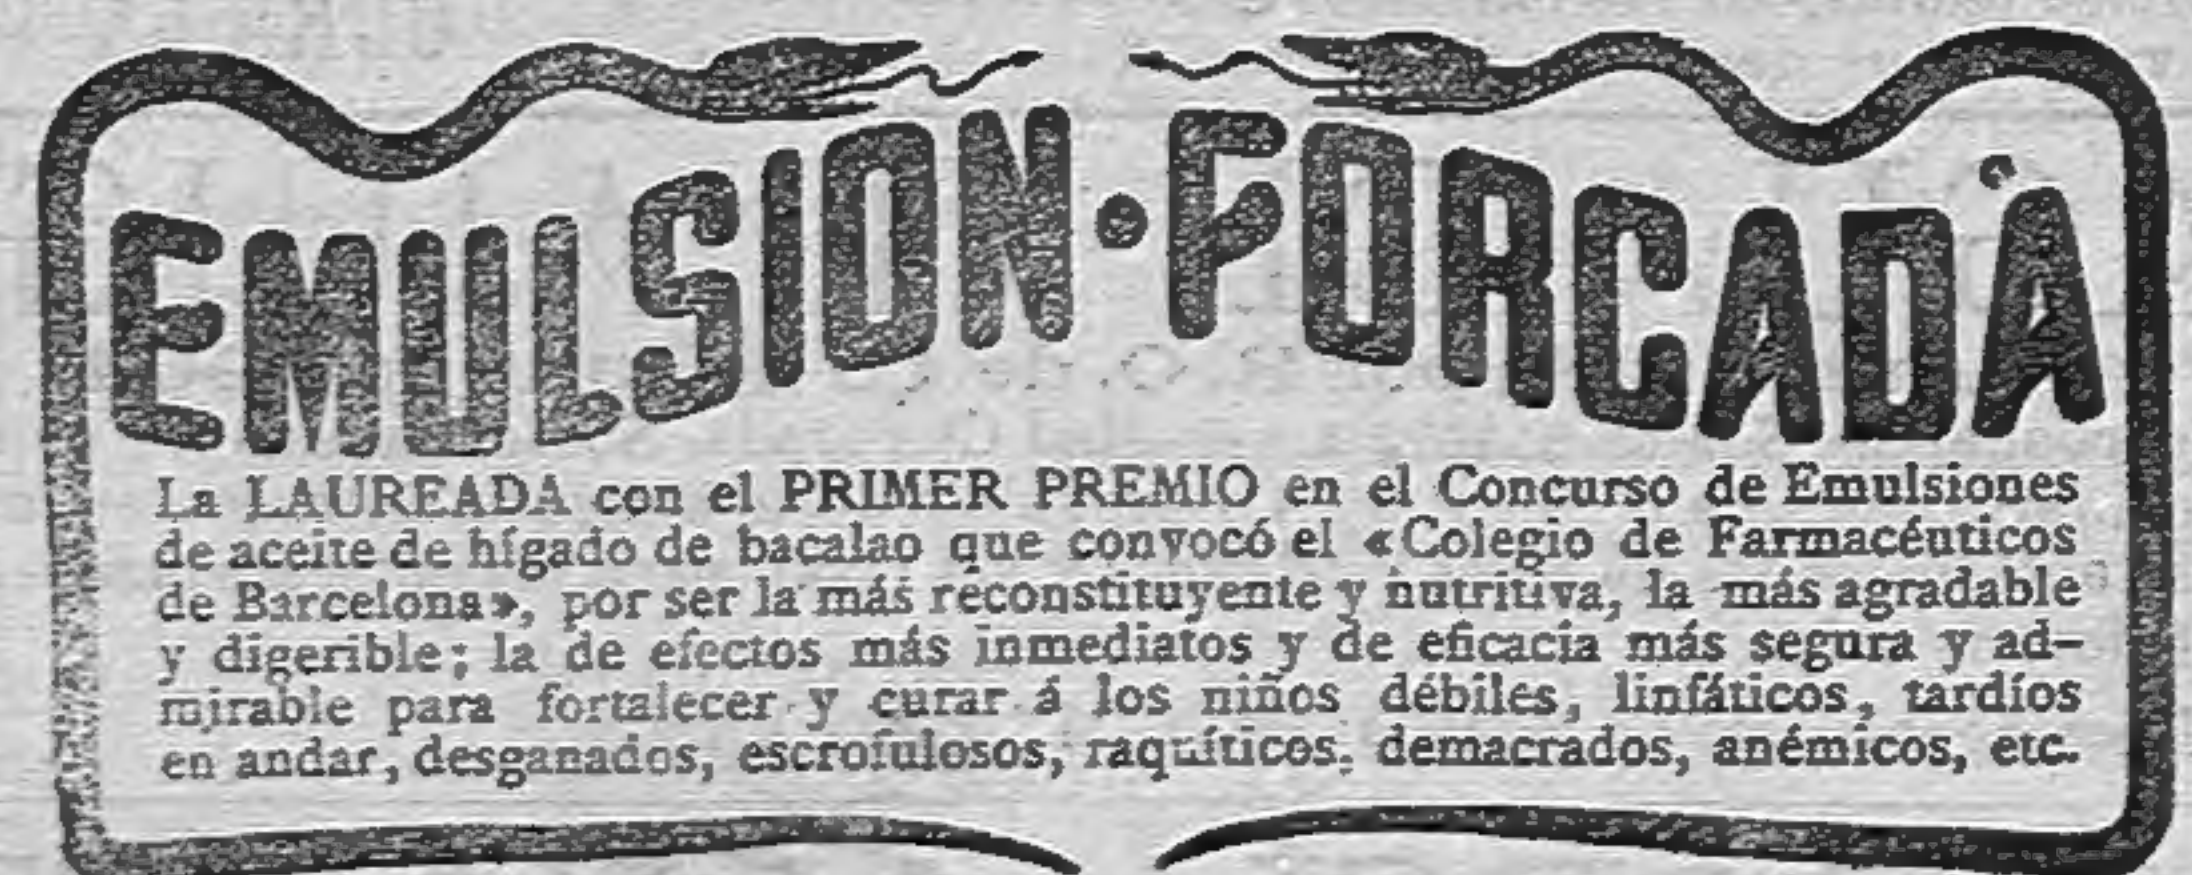 EMULSION·FORCADA
La LAUREADA con el PRIMER PREMIO en el Concurso de Emulsiones
de aceite de hígado de bacalao que convocó el «Colegio de Farmacéuticos
de Barcelona», por ser la más reconstituyente y nutritiva, la más agradable
y digerible; la de efectos más inmediatos y de eficacia más segura y ad-
mirable para fortalecer y curar á los niños débiles, linfáticos, tardíos
en andar, desganados, escrofulosos, raquíticos, demacrados, anémicos, etc.